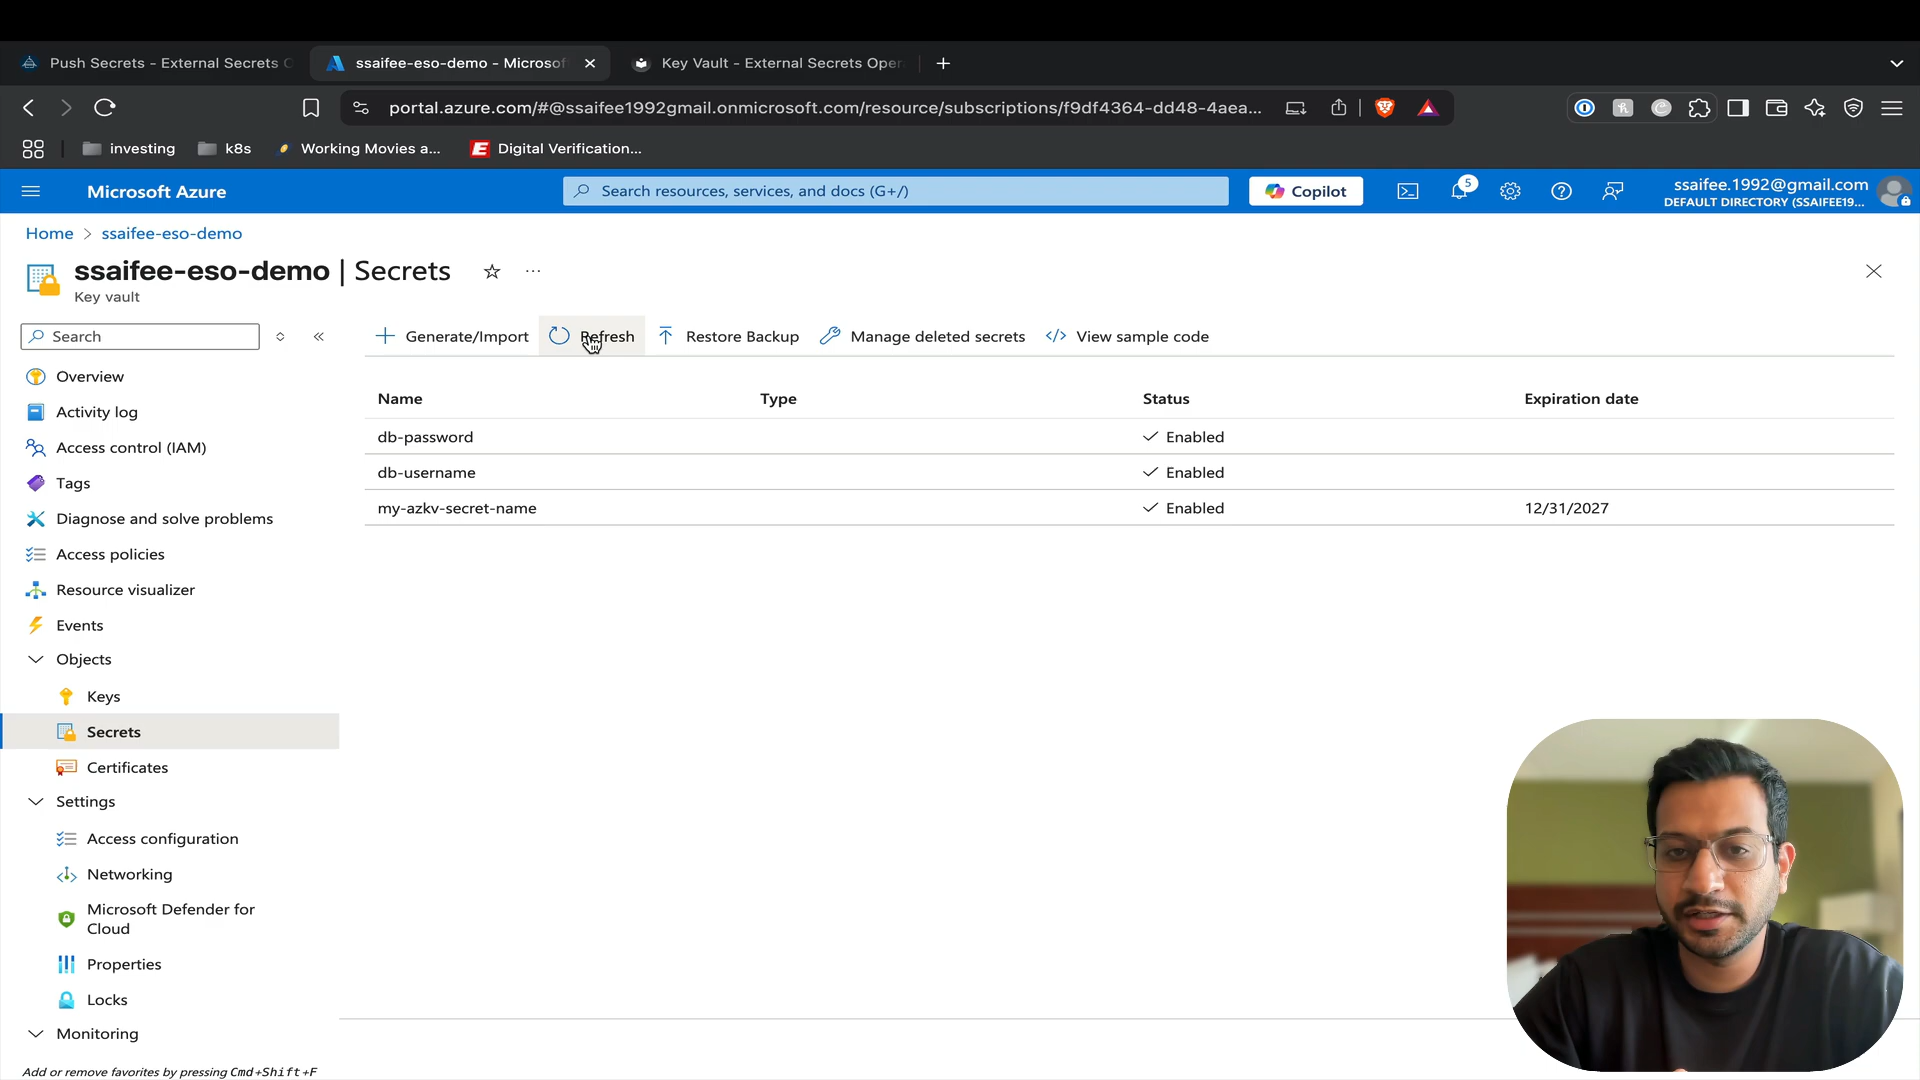 Push Secrets - External Secrets O
ssaifee-eso-demo - Microsof
Key Vault - External Secrets Oper
portal.azure.com/#@ssaifee1992gmail.onmicrosoft.com/resource/subscriptions/f9df4364-dd48-4aea...
investing
k8s
Working Movies a...
Digital Verification...
Microsoft Azure
Search resources, services, and docs (G+/)
Copilot
5
ssaifee.1992@gmail.com
DEFAULT DIRECTORY (SSAIFEE19...
Home > ssaifee-eso-demo
ssaifee-eso-demo | Secrets
Key vault
Search
Generate/Import
Refresh
Restore Backup
Manage deleted secrets
View sample code
Overview
Activity log
Access control (IAM)
Tags
Diagnose and solve problems
Access policies
Resource visualizer
Events
Objects
Keys
Secrets
Certificates
Settings
Access configuration
Networking
Microsoft Defender for
Cloud
Properties
Locks
Monitoring
Add or remove favorites by pressing Cmd+Shift+F
Name Type Status Expiration date
db-password Enabled
db-username Enabled
my-azkv-secret-name Enabled 12/31/2027